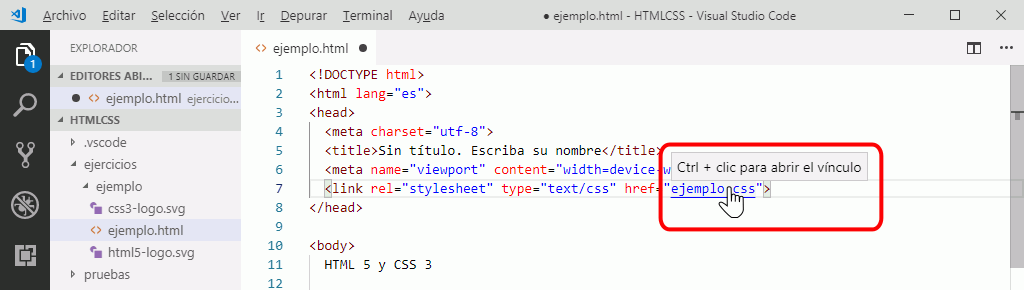 Archivo Editar Selección Ver Ir Depurar Terminal Ayuda ● ejemplo.html - HTMLCSS - Visual Studio Code
EXPLORADOR
ejemplo.html ●
1
EDITORES ABI... 1 SIN GUARDAR
● ejemplo.html ejercicio...
HTMLCSS
.vscode
ejercicios
ejemplo
css3-logo.svg
ejemplo.html
html5-logo.svg
pruebas
1 <!DOCTYPE html>
2 <html lang="es">
3 <head>
4 <meta charset="utf-8">
5 <title>Sin título. Escriba su nombre</title>
Ctrl + clic para abrir el vínculo
6 <meta name="viewport" content="width=device-w
7 <link rel="stylesheet" type="text/css" href="ejemplo.css">
8 </head>
9
10 <body>
11 HTML 5 y CSS 3
12